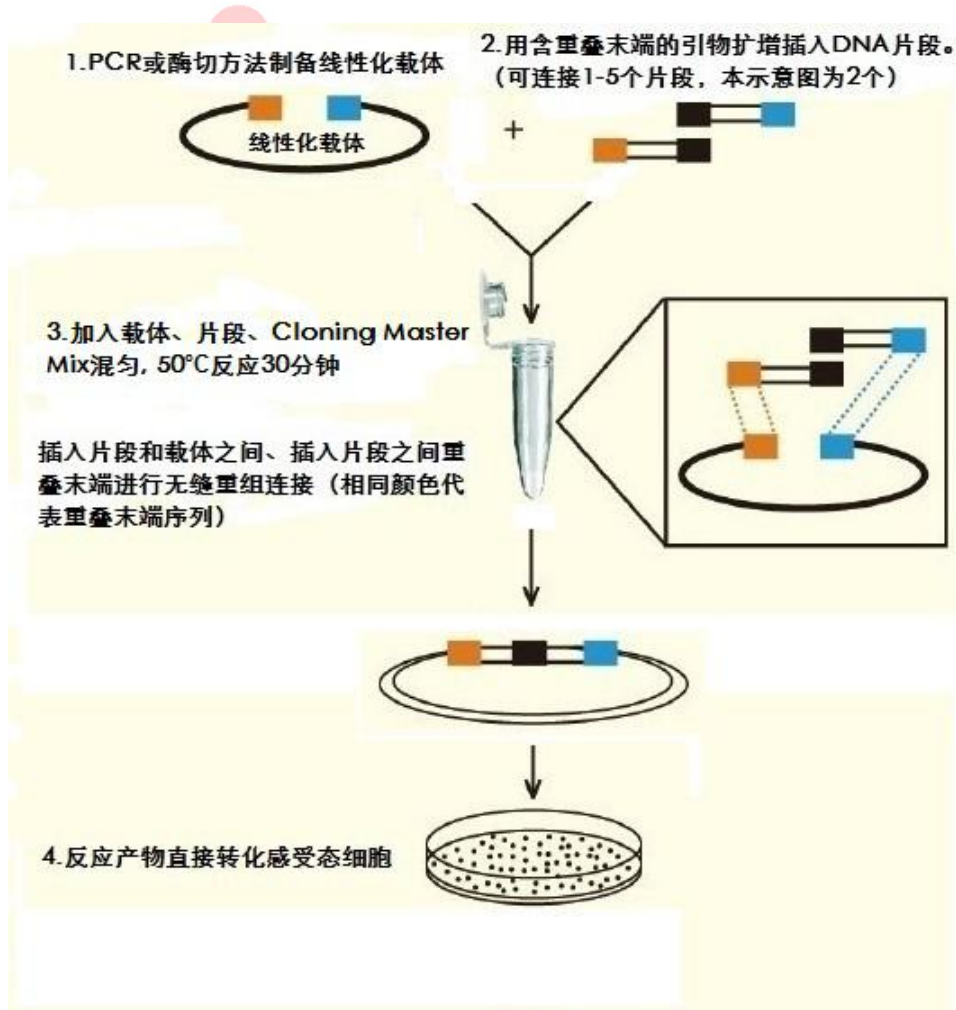 1.PCR或酶切方法制备线性化载体
2.用含重叠末端的引物扩增插入DNA片段。
（可连接1-5个片段，本示意图为2个）
线性化载体
+
3.加入载体、片段、Cloning Master
Mix混匀, 50℃反应30分钟
插入片段和载体之间、插入片段之间重
叠末端进行无缝重组连接（相同颜色代
表重叠末端序列）
4.反应产物直接转化感受态细胞